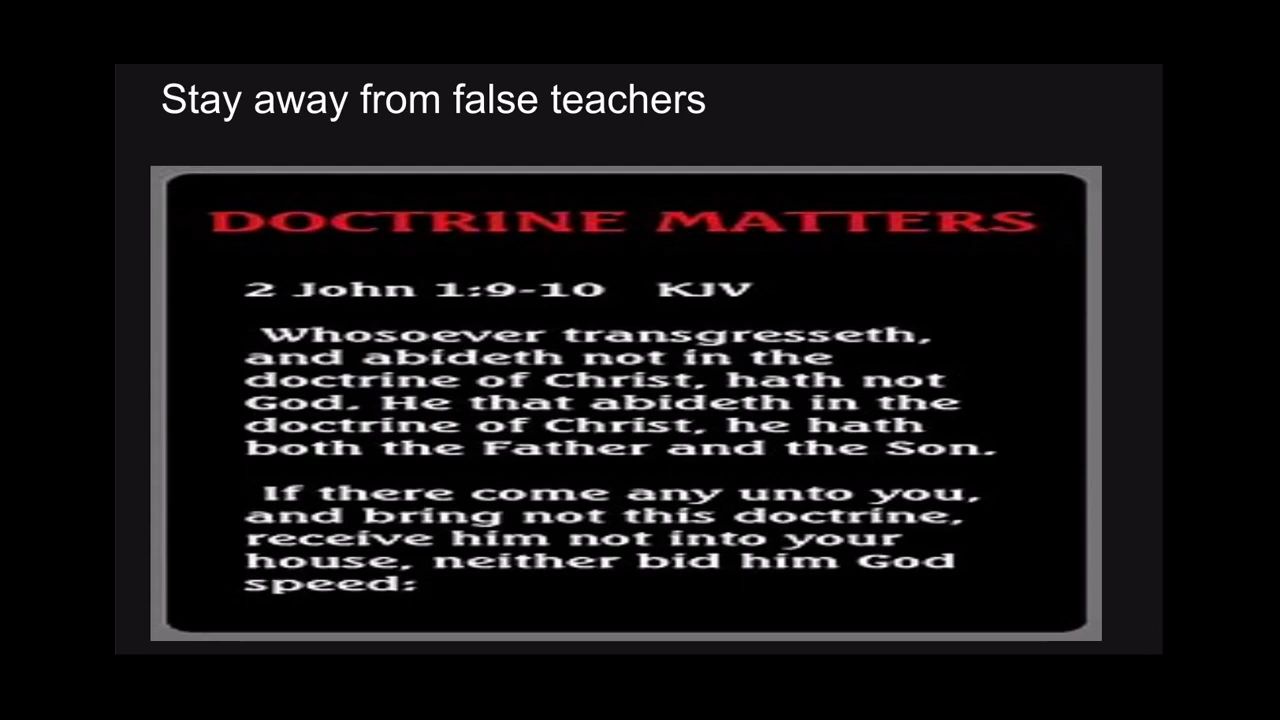 Stay away from false teachers
DOCTRINE MATTERS
2 John 1:9-10 KJV
Whosoever transgresseth,
and abideth not in the
doctrine of Christ, hath not
God. He that abideth in the
doctrine of Christ, he hath
both the Father and the Son.
If there come any unto you,
and bring not this doctrine,
receive him not into your
house, neither bid him God
speed: